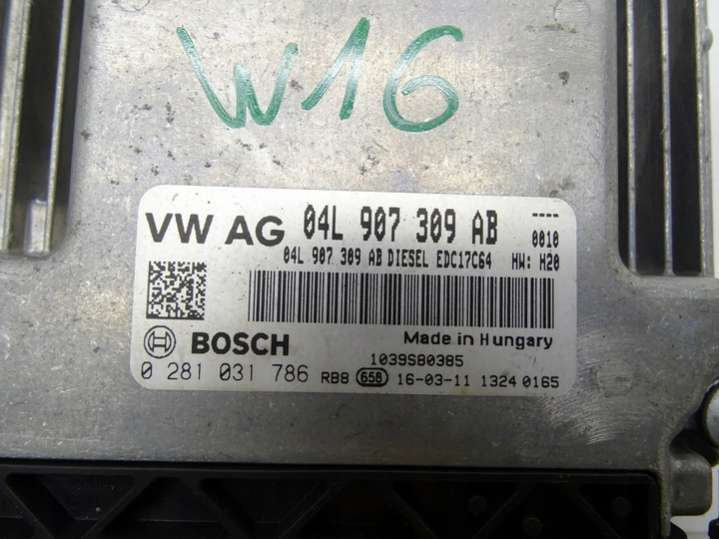 W16
VW AG 04L 907 309 AB ----
0010
04L 907 309 AB DIESEL EDC17C64 HW: H20
BOSCH Made in Hungary
1039S80385
0 281 031 786 RB8 658 16-03-11 1324 0165